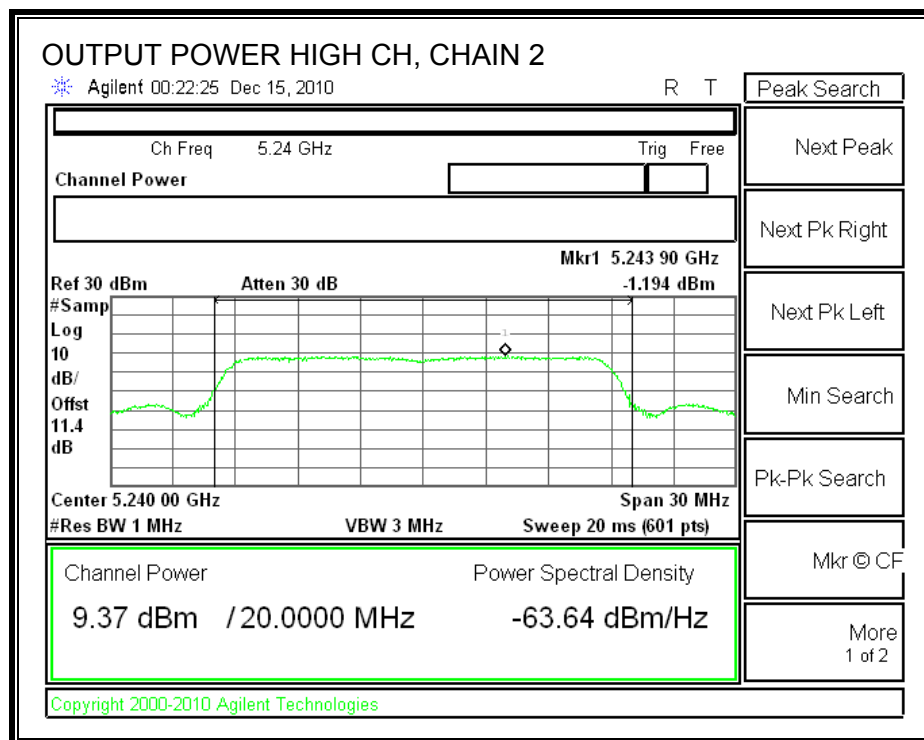 OUTPUT POWER HIGH CH, CHAIN 2
Agilent 00:22:25 Dec 15, 2010 R T
Peak Search
Ch Freq 5.24 GHz Trig Free
Next Peak
Channel Power
Next Pk Right
Mkr1 5.243 90 GHz
Ref 30 dBm Atten 30 dB -1.194 dBm
#Samp
Log
10
dB/
Offst
11.4
dB
1
Next Pk Left
Min Search
Pk-Pk Search
Center 5.240 00 GHz Span 30 MHz
#Res BW 1 MHz VBW 3 MHz Sweep 20 ms (601 pts)
Mkr © CF
Channel Power Power Spectral Density
9.37 dBm / 20.0000 MHz -63.64 dBm/Hz
More
1 of 2
Copyright 2000-2010 Agilent Technologies